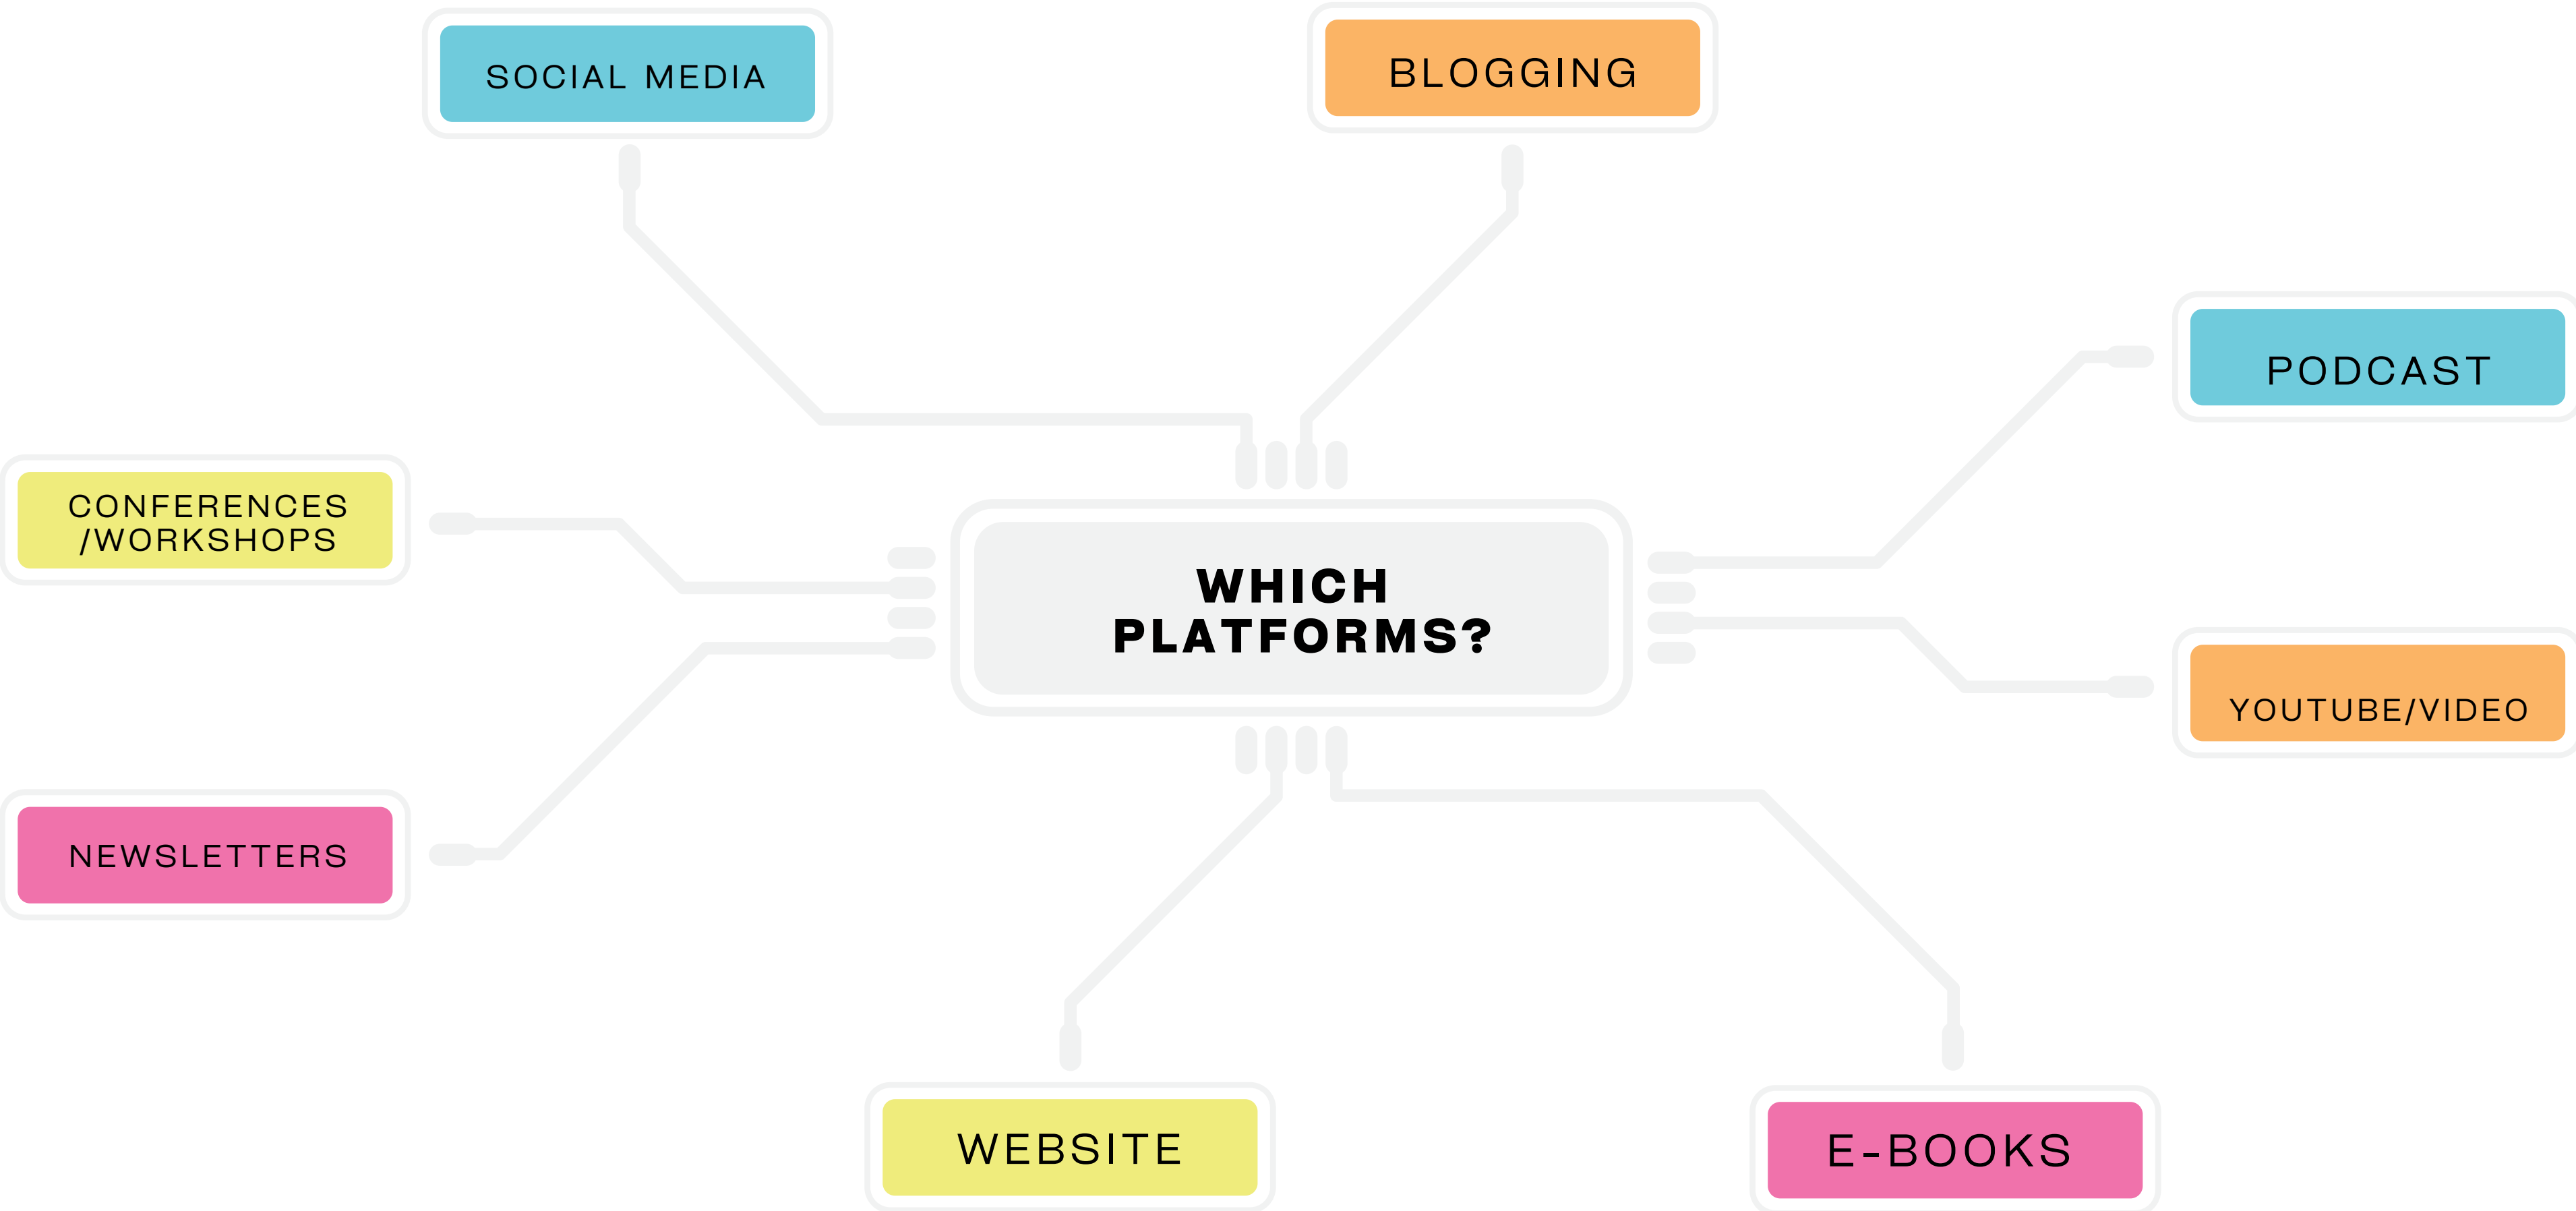 SOCIAL MEDIA
BLOGGING
PODCAST
CONFERENCES
/WORKSHOPS
WHICH
PLATFORMS?
YOUTUBE/VIDEO
NEWSLETTERS
WEBSITE
E-BOOKS